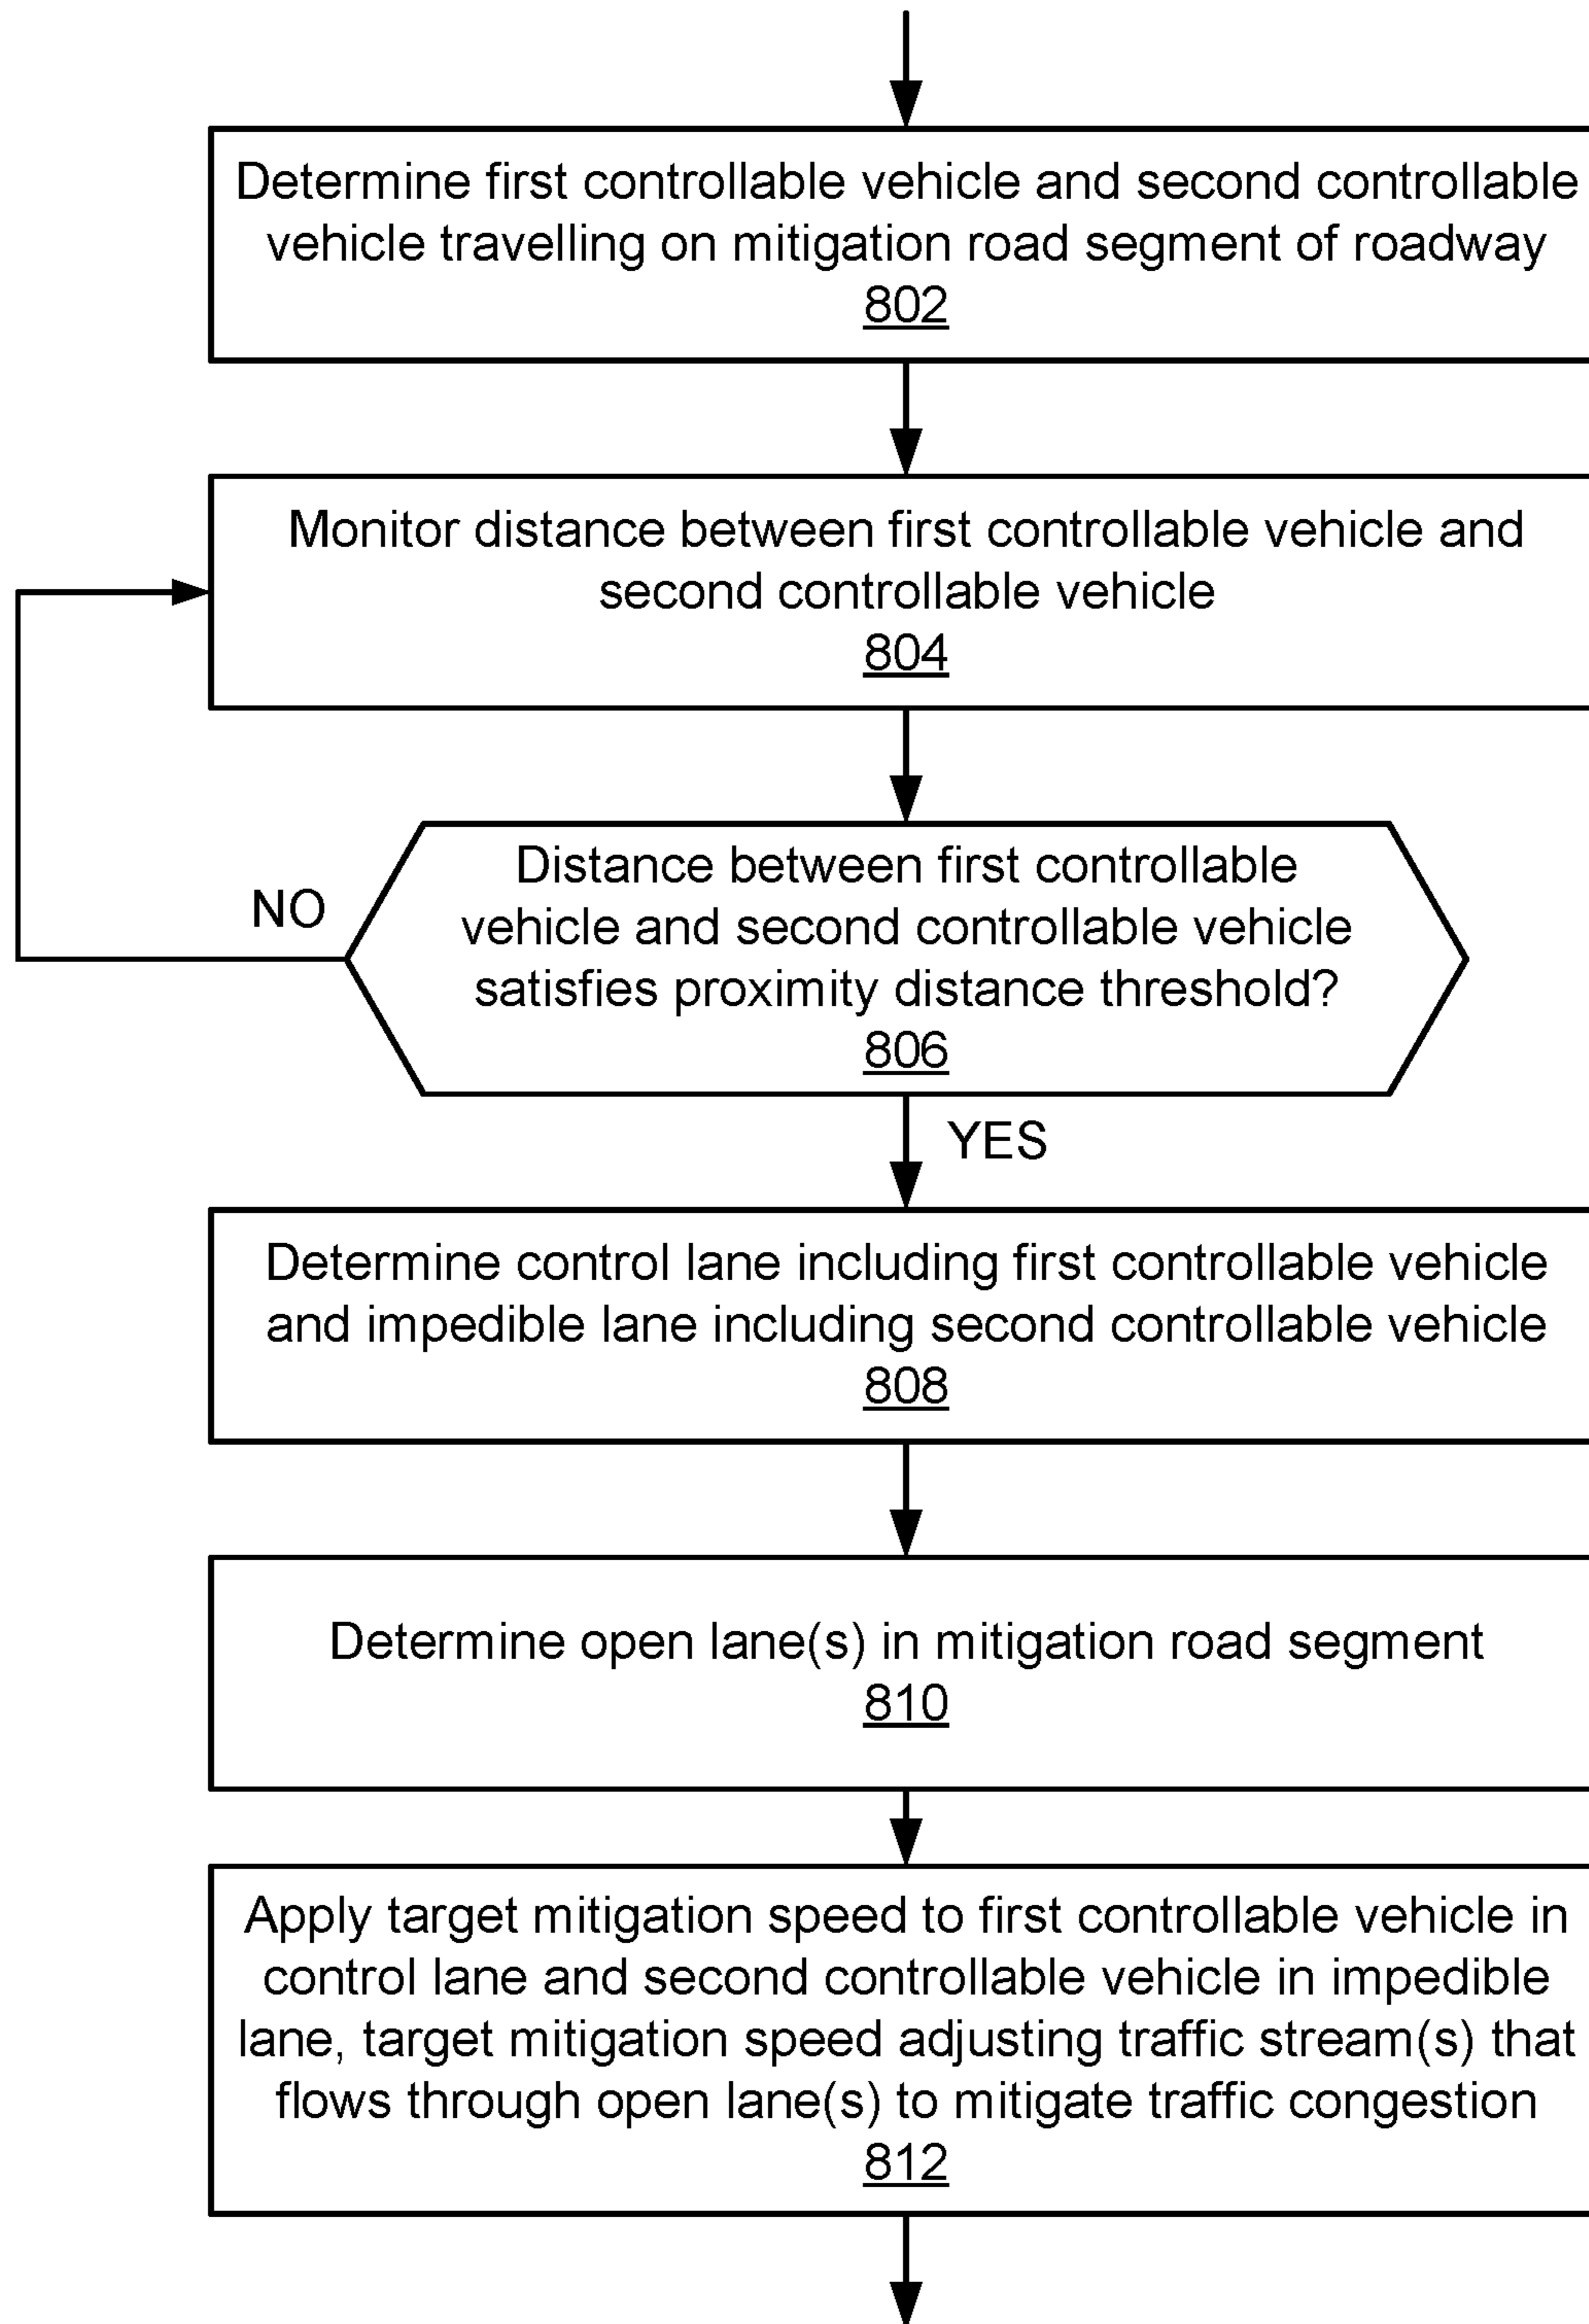 Determine first controllable vehicle and second controllable
vehicle travelling on mitigation road segment of roadway
802
Monitor distance between first controllable vehicle and
second controllable vehicle
804
Distance between first controllable
vehicle and second controllable vehicle
satisfies proximity distance threshold?
806
NO
YES
Determine control lane including first controllable vehicle
and impedible lane including second controllable vehicle
808
Determine open lane(s) in mitigation road segment
810
Apply target mitigation speed to first controllable vehicle in
control lane and second controllable vehicle in impedible
lane, target mitigation speed adjusting traffic stream(s) that
flows through open lane(s) to mitigate traffic congestion
812